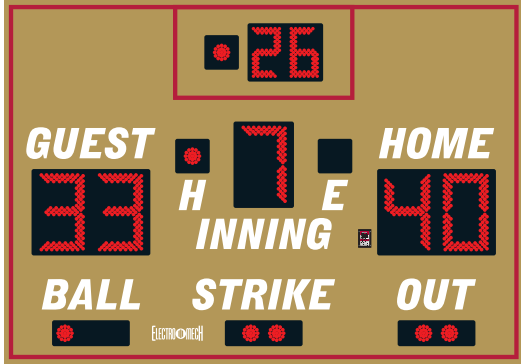 26
GUEST 7 HOME
33 H E 40
INNING
BALL STRIKE OUT
ELECTRO-MECH